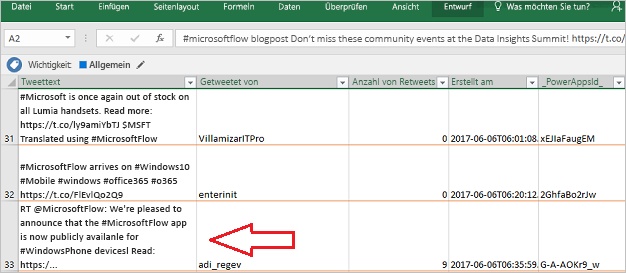 Datei Start Einfügen Seitenlayout Formeln Daten Überprüfen Ansicht Entwurf Was möchten Sie tun?
A2 #microsoftflow blogpost Don't miss these community events at the Data Insights Summit! https://t.co/
Wichtigkeit: Allgemein
Tweettext Getweetet von Anzahl von Retweets Erstellt am _PowerAppsId_
#Microsoft is once again out of stock on
all Lumia handsets. Read more:
https://t.co/ly9amiYbTJ $MSFT
31 Translated using #MicrosoftFlow VillamizarITPro 0 2017-06-06T06:01:08. xEJIaFaugEM
#MicrosoftFlow arrives on #Windows10
#Mobile #windows #office365 #o365
32 https://t.co/FlEvlQo2Q9 enterinit 0 2017-06-06T06:20:12. 2GhfaBo2rJw
RT @MicrosoftFlow: We're pleased to
announce that the #MicrosoftFlow app
is now publicly availanle for
#WindowsPhone devices! Read:
33 https:/... adi_regev 9 2017-06-06T06:35:59. G-A-AOKr9_w